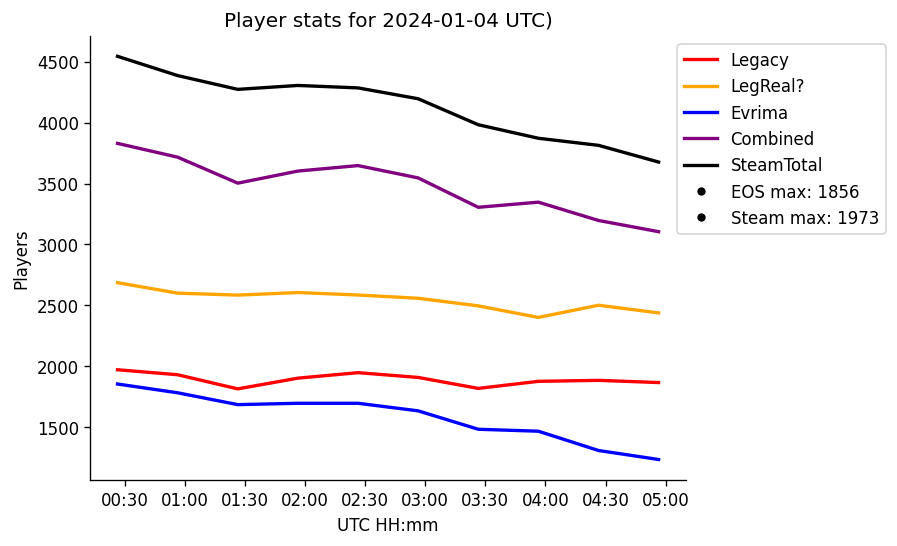 Player stats for 2024-01-04 UTC)
Players
4500
4000
3500
3000
2500
2000
1500
00:30 01:00 01:30 02:00 02:30 03:00 03:30 04:00 04:30 05:00
UTC HH:mm
Legacy
LegReal?
Evrima
Combined
SteamTotal
EOS max: 1856
Steam max: 1973